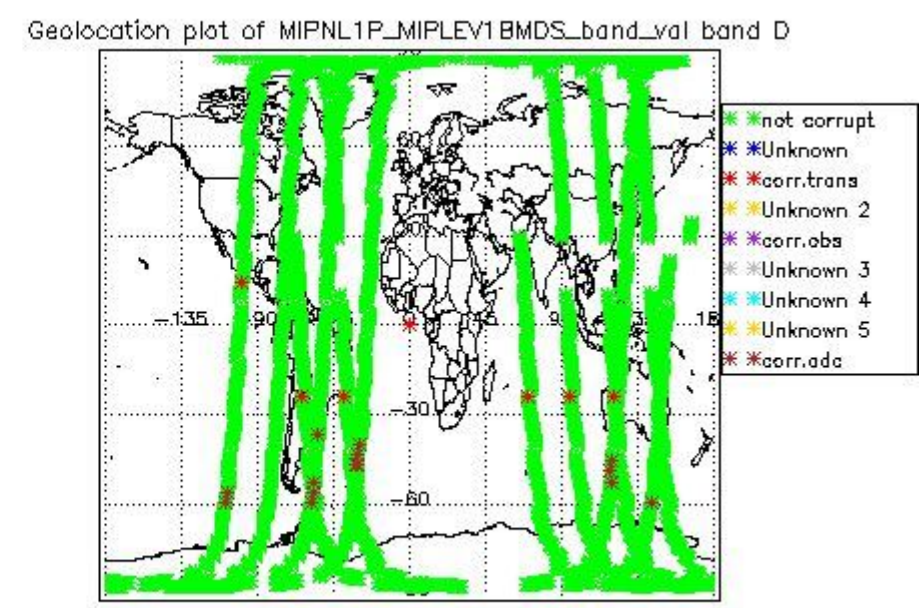 Geolocation plot of MIPNL1P_MIPLEV1BMDS_band_val band D
not corrupt
Unknown
corr.trans
Unknown 2
corr.obs
Unknown 3
Unknown 4
Unknown 5
corr.adc
60
-135
-30
-60